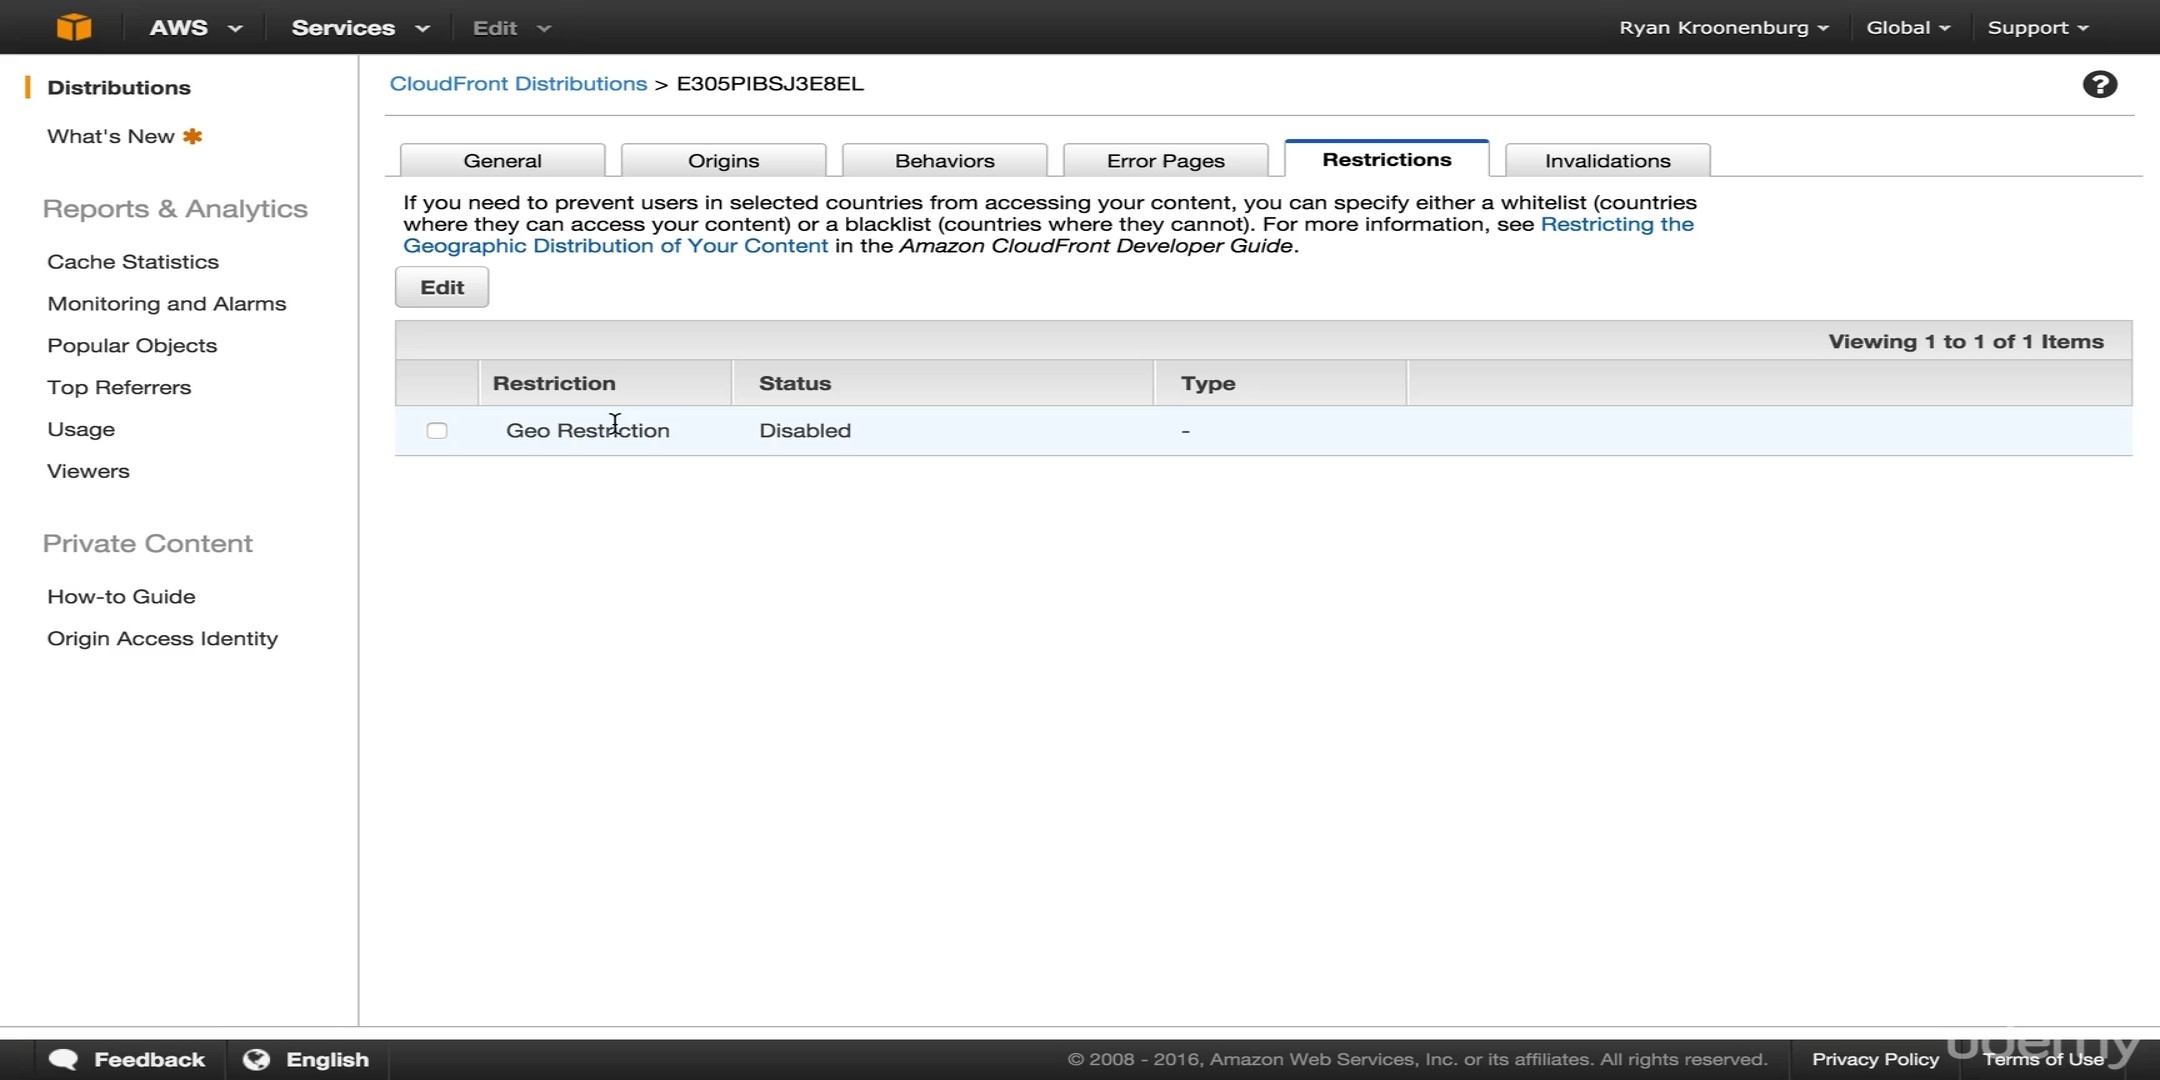 AWS Services Edit Ryan Kroonenburg Global Support
Distributions
What's New
Reports & Analytics
Cache Statistics
Monitoring and Alarms
Popular Objects
Top Referrers
Usage
Viewers
Private Content
How-to Guide
Origin Access Identity
CloudFront Distributions > E305PIBSJ3E8EL
General Origins Behaviors Error Pages Restrictions Invalidations
If you need to prevent users in selected countries from accessing your content, you can specify either a whitelist (countries
where they can access your content) or a blacklist (countries where they cannot). For more information, see Restricting the
Geographic Distribution of Your Content in the Amazon CloudFront Developer Guide.
Edit
Viewing 1 to 1 of 1 Items
Restriction Status Type
Geo Restriction Disabled -
Feedback English © 2008 - 2016, Amazon Web Services, Inc. or its affiliates. All rights reserved. Privacy Policy Terms of Use
udemy